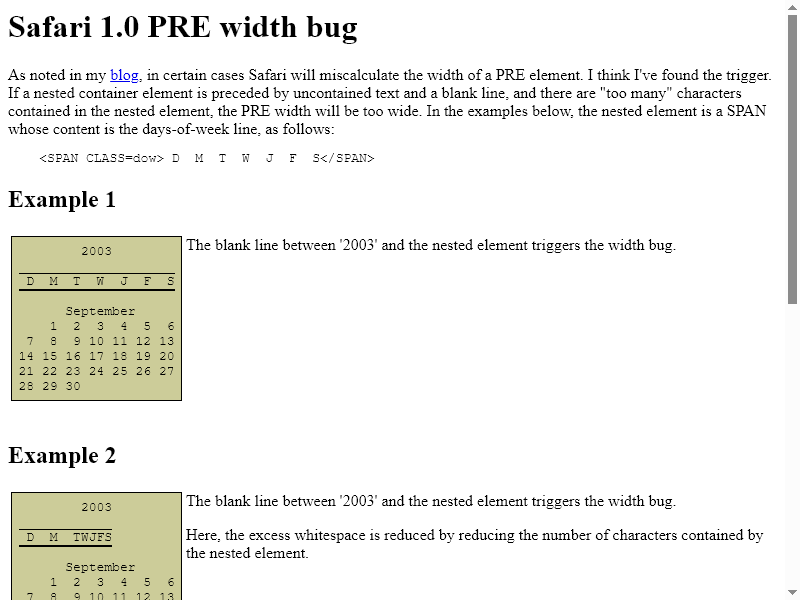 Safari 1.0 PRE width bug
As noted in my blog, in certain cases Safari will miscalculate the width of a PRE element. I think I've found the trigger.
If a nested container element is preceded by uncontained text and a blank line, and there are "too many" characters
contained in the nested element, the PRE width will be too wide. In the examples below, the nested element is a SPAN
whose content is the days-of-week line, as follows:
<SPAN CLASS=dow> D  M  T  W  J  F  S</SPAN>
Example 1
2003
D  M  T  W  J  F  S
September
1  2  3  4  5  6
7  8  9 10 11 12 13
14 15 16 17 18 19 20
21 22 23 24 25 26 27
28 29 30
The blank line between '2003' and the nested element triggers the width bug.
Example 2
2003
D  M  TWJFS
September
1  2  3  4  5  6
7  8  9 10 11 12 13
The blank line between '2003' and the nested element triggers the width bug.
Here, the excess whitespace is reduced by reducing the number of characters contained by
the nested element.